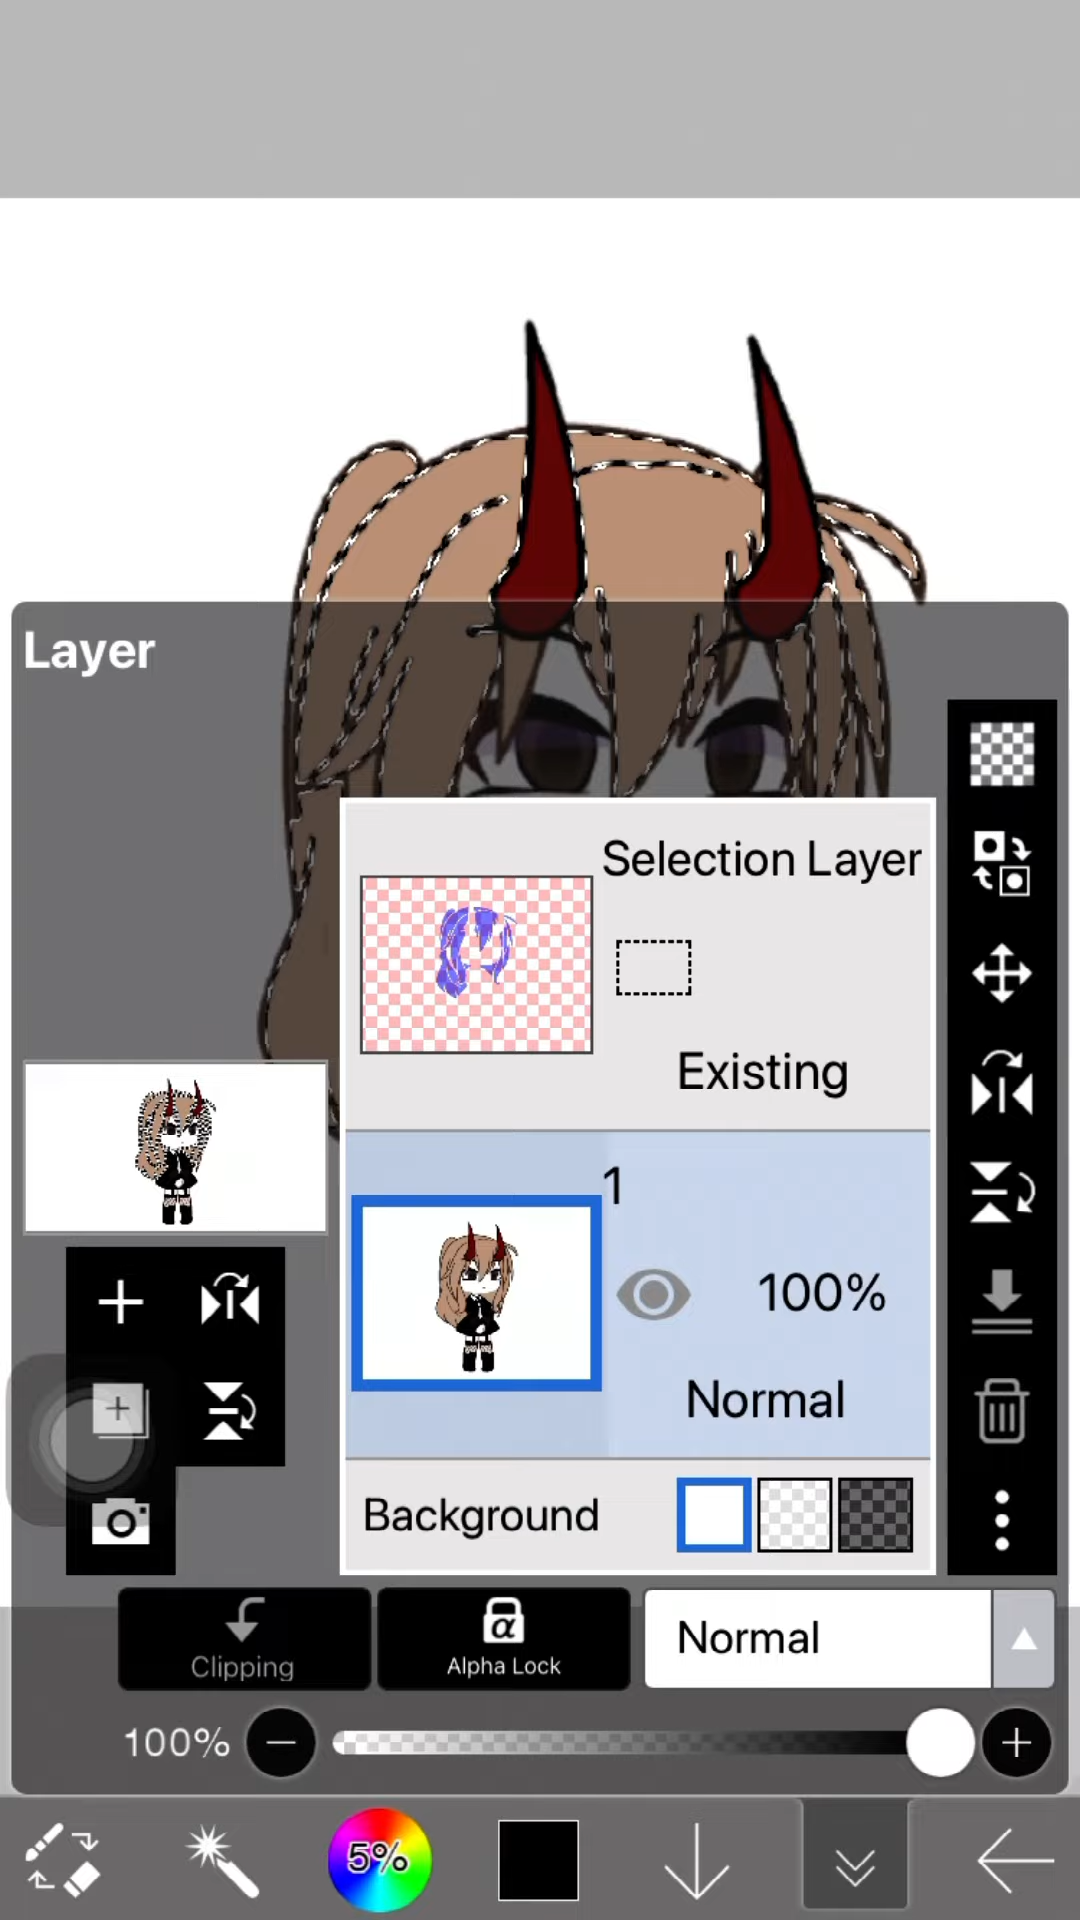 Layer
Selection Layer
Existing
1
100%
Normal
Background
Clipping
α
Alpha Lock
Normal
100%
5%